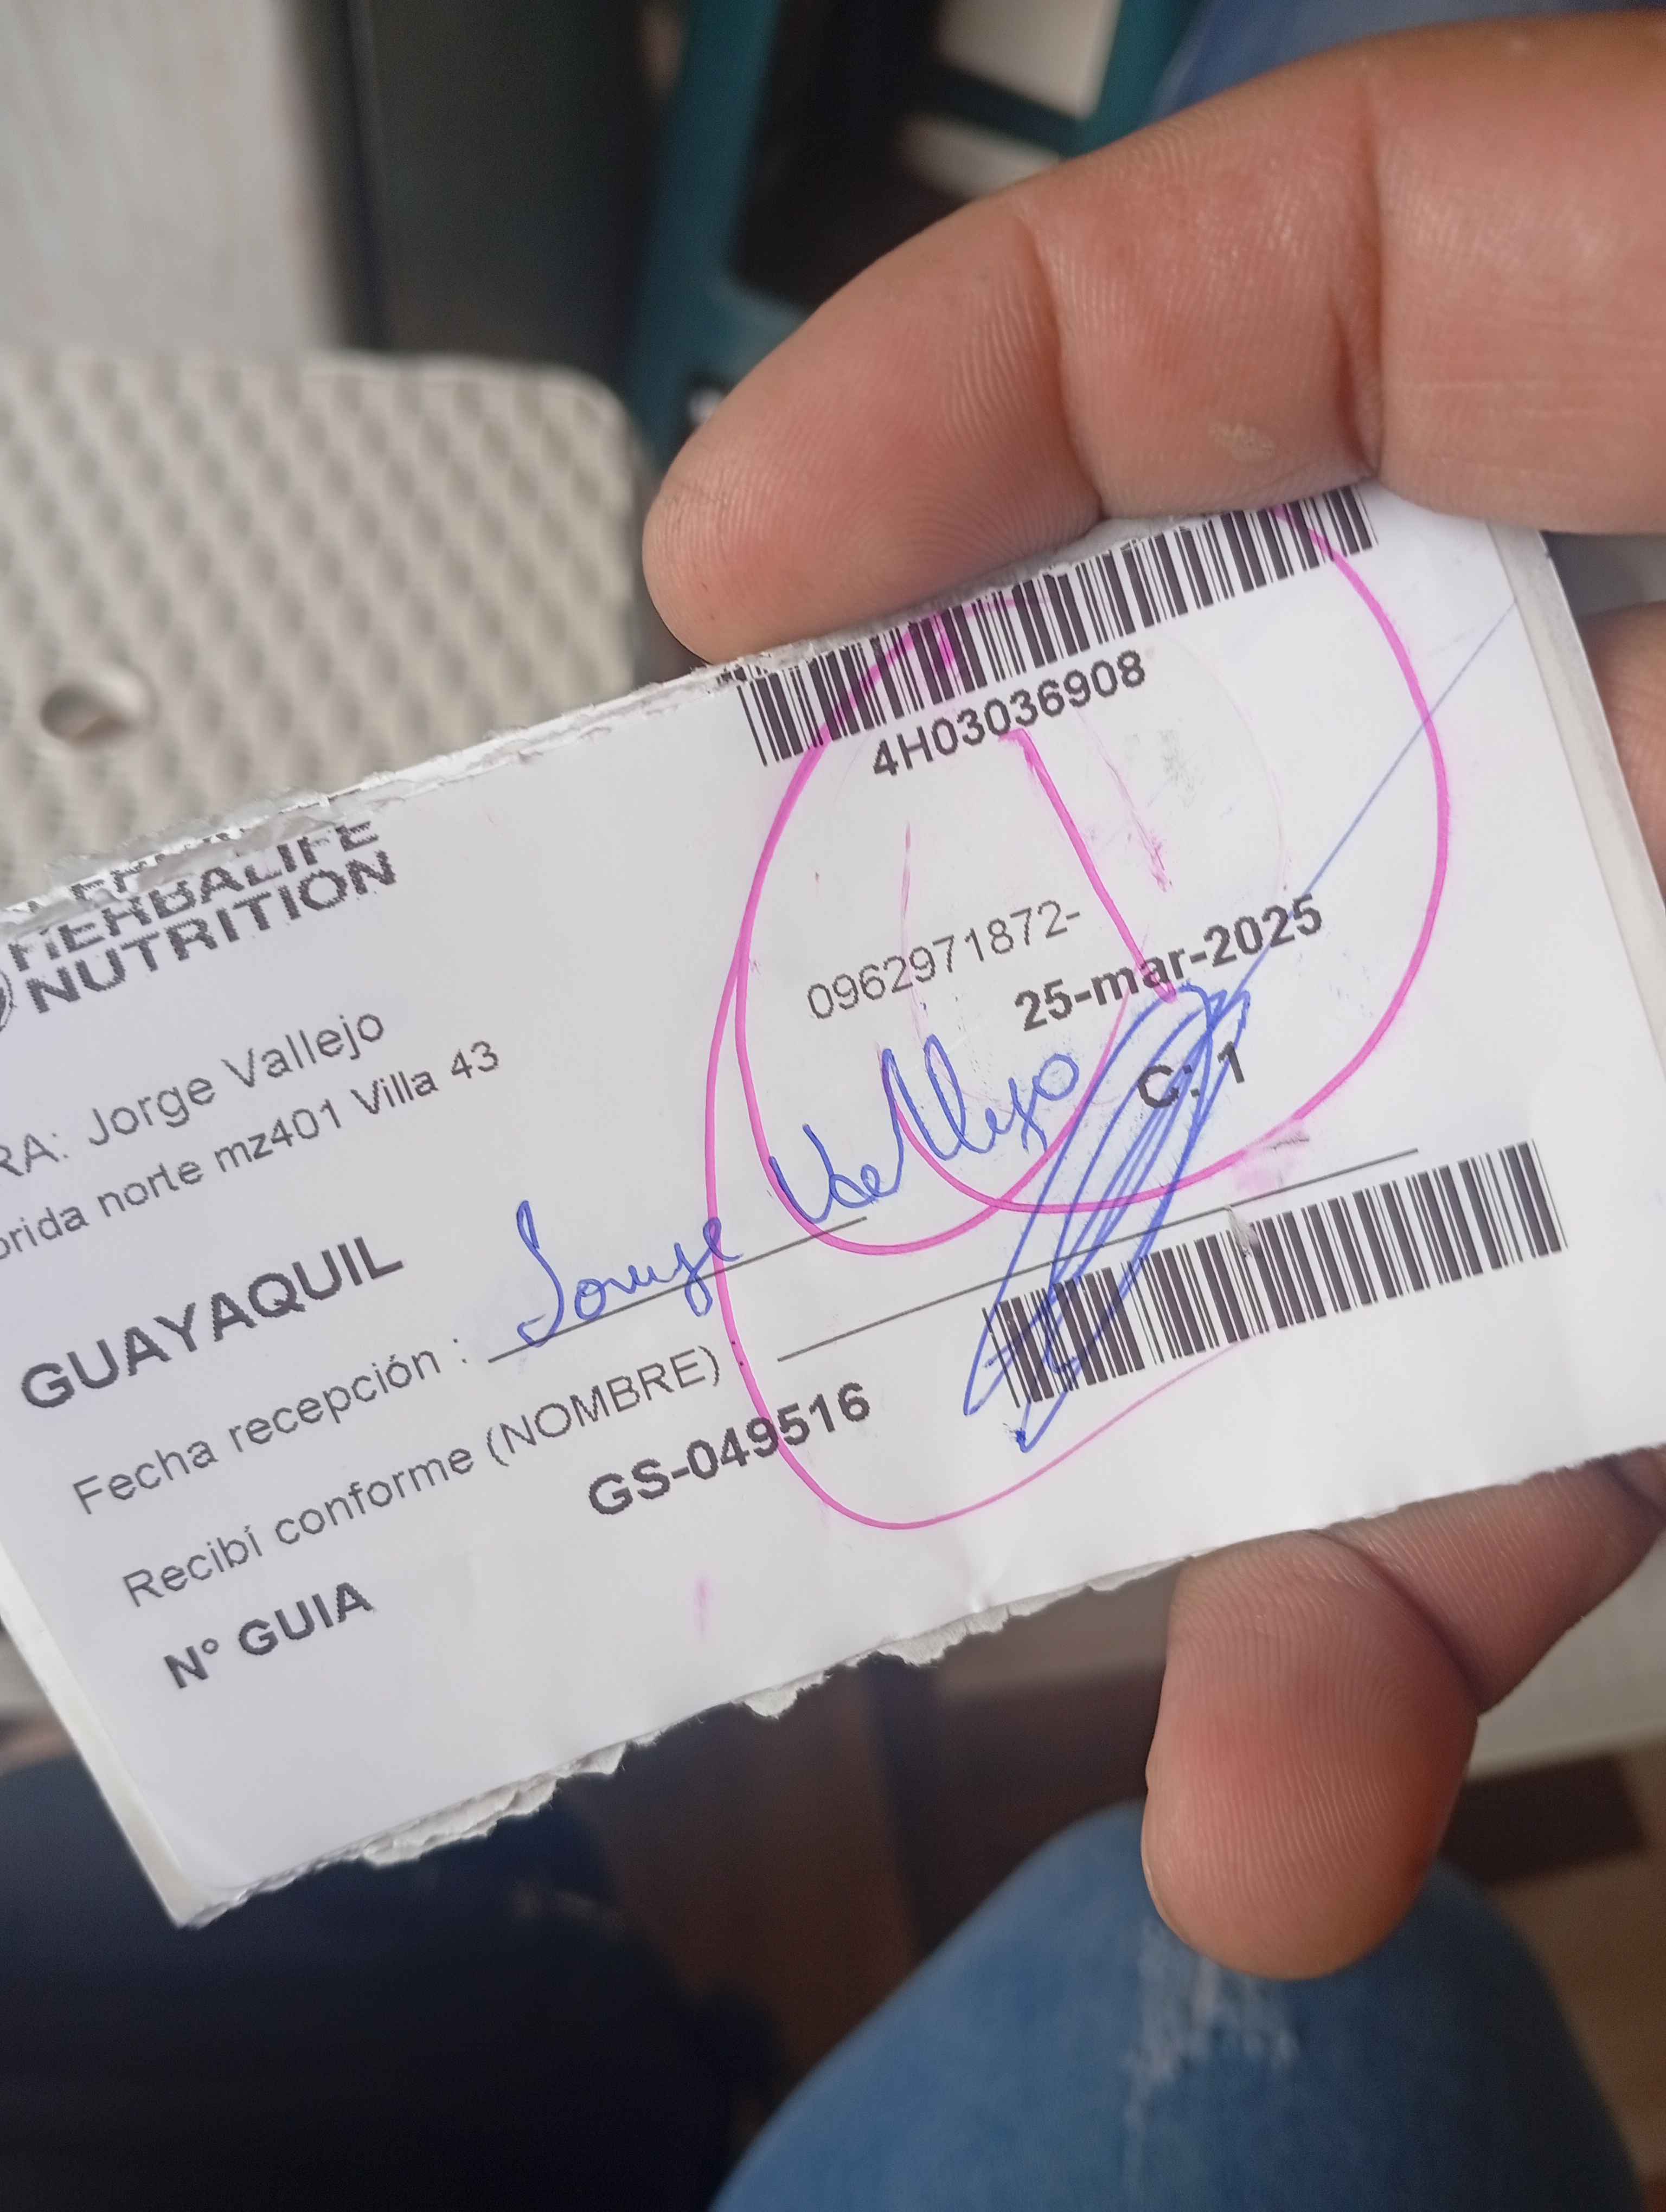 4H03036908
HERBALIFE
NUTRITION
RA: Jorge Vallejo
0962971872-
orida norte mz401 Villa 43
25-mar-2025
GUAYAQUIL
C: 1
Fecha recepción : Jorge Vallejo
Recibí conforme (NOMBRE) :
N° GUIA GS-049516